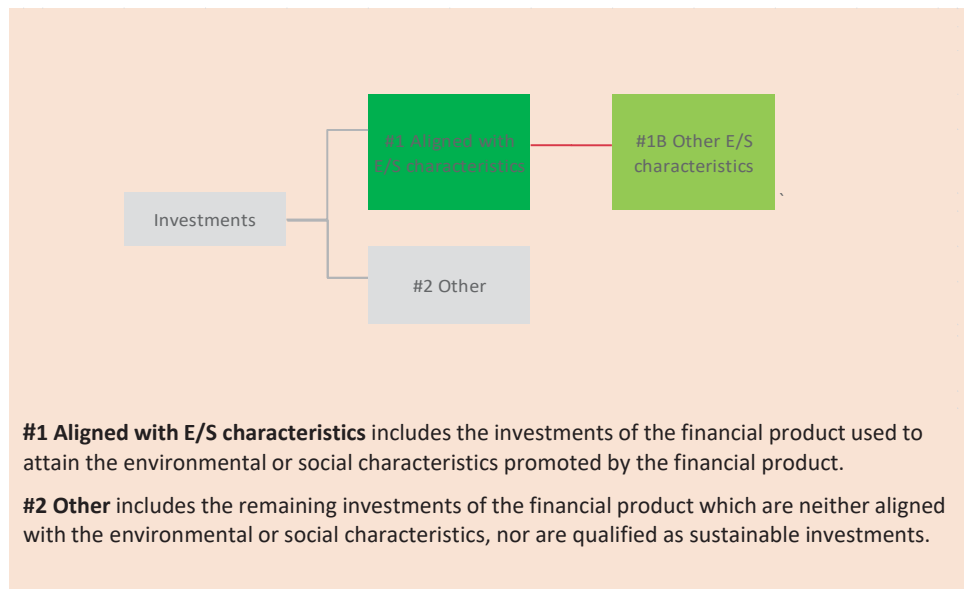 #1 Aligned with
E/S characteristics
#1B Other E/S
characteristics
`
Investments
#2 Other
#1 Aligned with E/S characteristics includes the investments of the financial product used to
attain the environmental or social characteristics promoted by the financial product.
#2 Other includes the remaining investments of the financial product which are neither aligned
with the environmental or social characteristics, nor are qualified as sustainable investments.